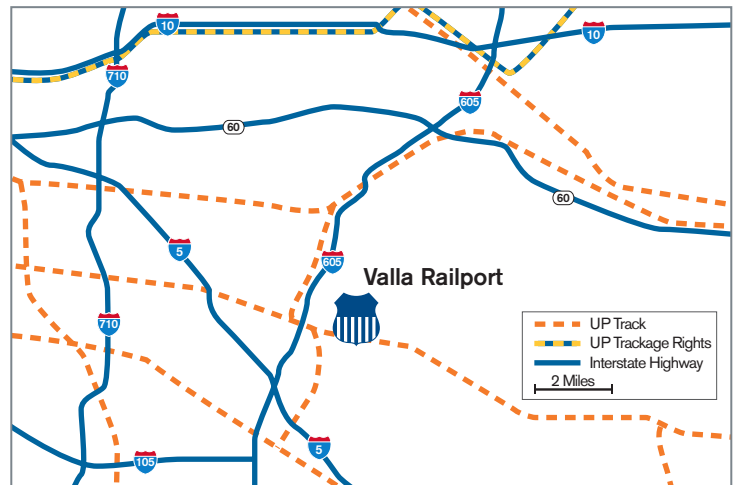 10
10
710
605
60
60
5
605
Valla Railport
710
UP Track
UP Trackage Rights
Interstate Highway
2 Miles
5
105